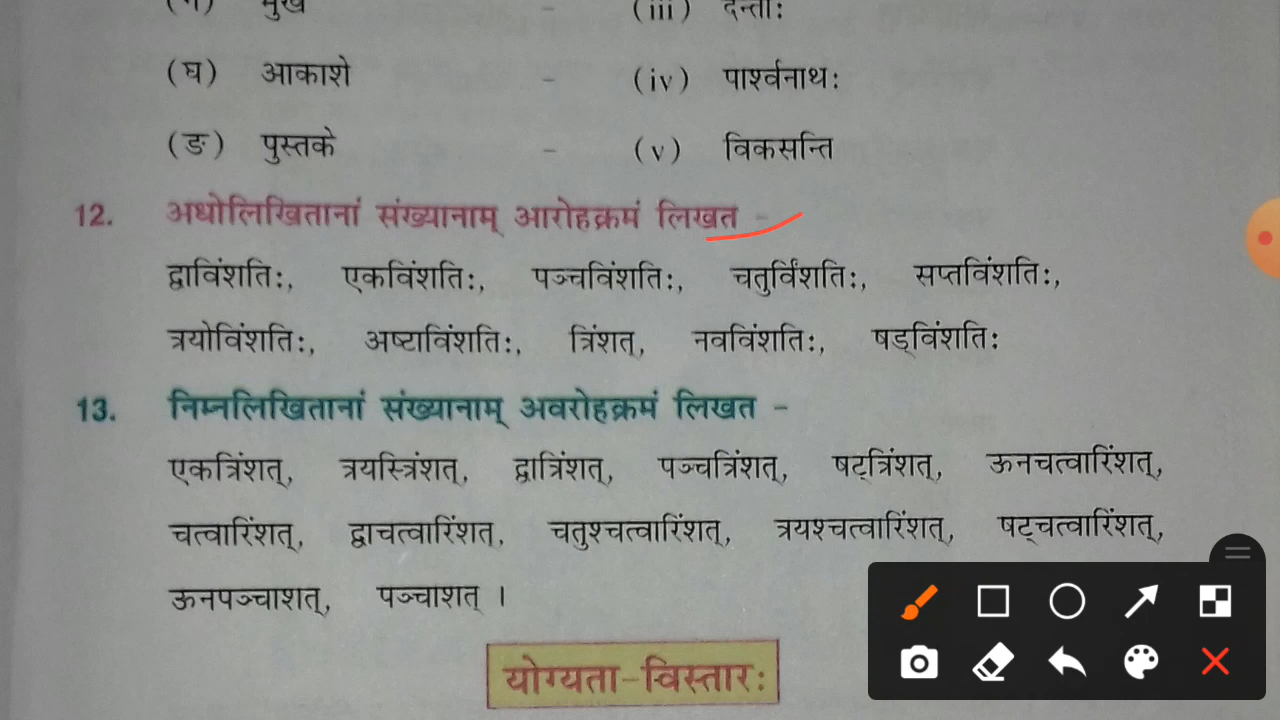 (ग) मुख - (iii) दन्ताः
(घ) आकाशे - (iv) पार्श्वनाथः
(ङ) पुस्तके - (v) विकसन्ति
12. अधोलिखितानां संख्यानाम् आरोहक्रमं लिखत -
द्वाविंशतिः, एकविंशतिः, पञ्चविंशतिः, चतुर्विंशतिः, सप्तविंशतिः,
त्रयोविंशतिः, अष्टाविंशतिः, त्रिंशत्, नवविंशतिः, षड्विंशतिः
13. निम्नलिखितानां संख्यानाम् अवरोहक्रमं लिखत -
एकत्रिंशत्, त्रयस्त्रिंशत्, द्वात्रिंशत्, पञ्चत्रिंशत्, षट्त्रिंशत्, ऊनचत्वारिंशत्,
चत्वारिंशत्, द्वाचत्वारिंशत्, चतुश्चत्वारिंशत्, त्रयश्चत्वारिंशत्, षट्चत्वारिंशत्,
ऊनपञ्चाशत्, पञ्चाशत् ।
योग्यता-विस्तारः